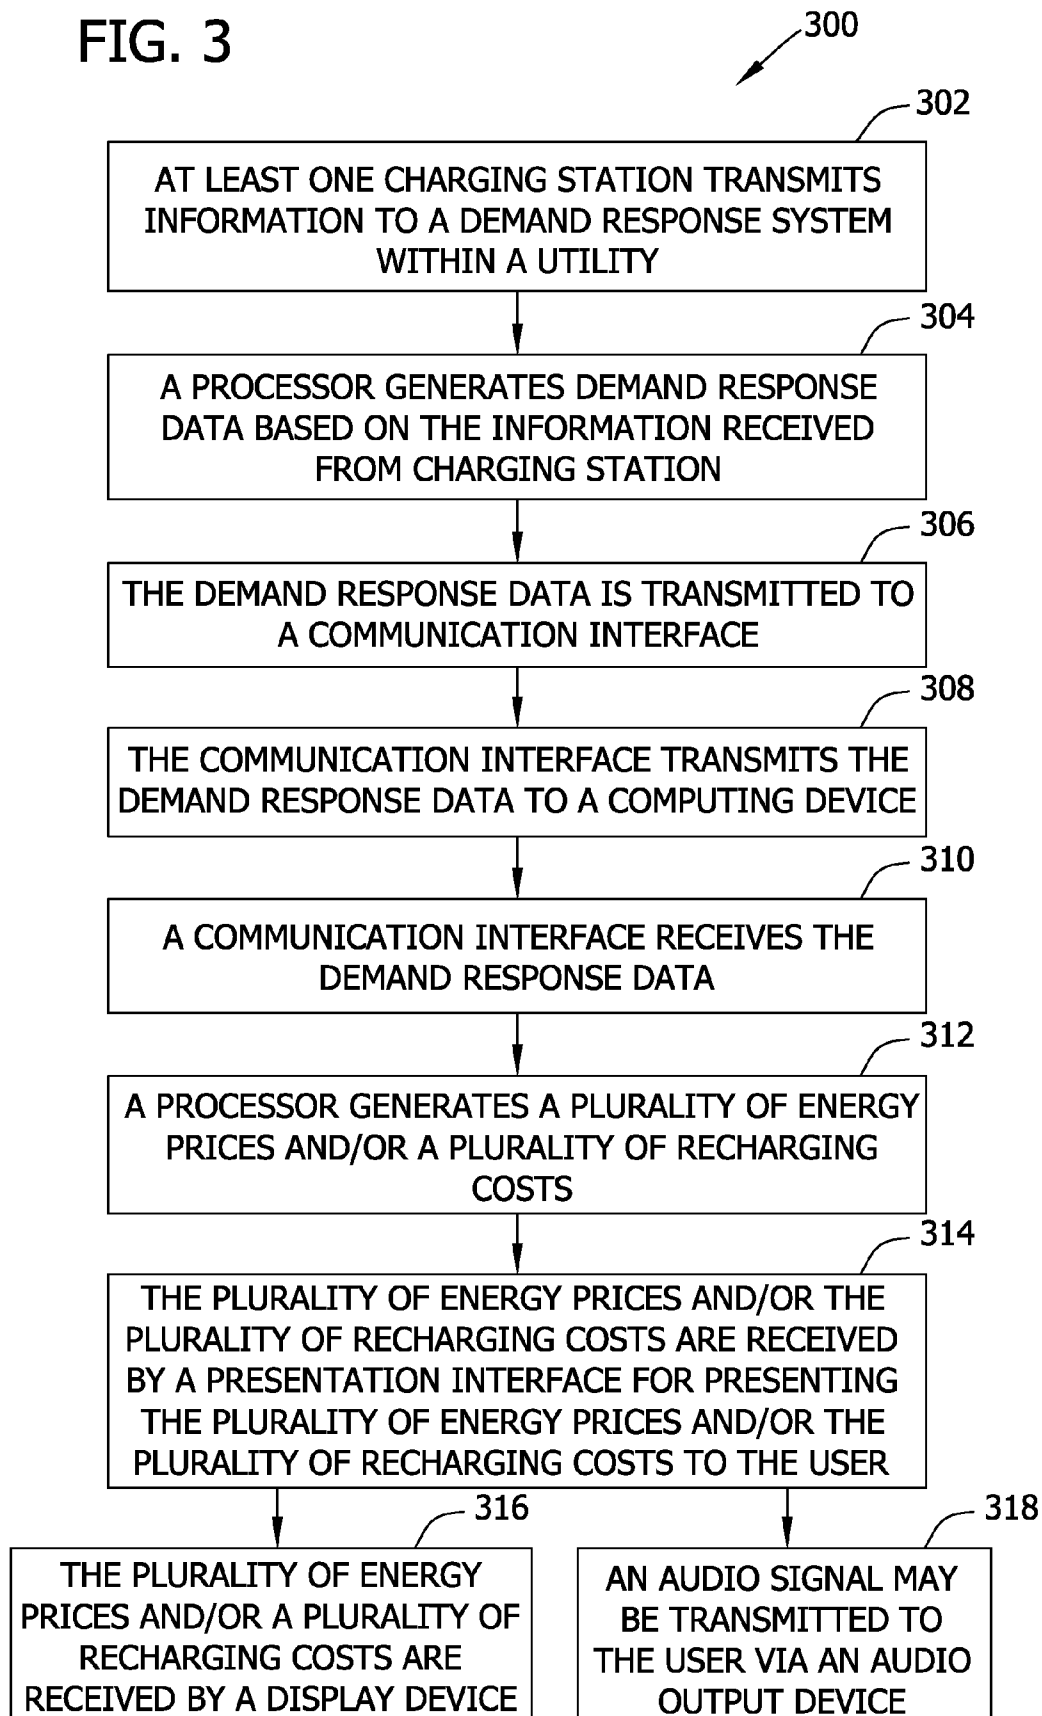 FIG. 3
300
302
AT LEAST ONE CHARGING STATION TRANSMITS
INFORMATION TO A DEMAND RESPONSE SYSTEM
WITHIN A UTILITY
304
A PROCESSOR GENERATES DEMAND RESPONSE
DATA BASED ON THE INFORMATION RECEIVED
FROM CHARGING STATION
306
THE DEMAND RESPONSE DATA IS TRANSMITTED TO
A COMMUNICATION INTERFACE
308
THE COMMUNICATION INTERFACE TRANSMITS THE
DEMAND RESPONSE DATA TO A COMPUTING DEVICE
310
A COMMUNICATION INTERFACE RECEIVES THE
DEMAND RESPONSE DATA
312
A PROCESSOR GENERATES A PLURALITY OF ENERGY
PRICES AND/OR A PLURALITY OF RECHARGING
COSTS
314
THE PLURALITY OF ENERGY PRICES AND/OR THE
PLURALITY OF RECHARGING COSTS ARE RECEIVED
BY A PRESENTATION INTERFACE FOR PRESENTING
THE PLURALITY OF ENERGY PRICES AND/OR THE
PLURALITY OF RECHARGING COSTS TO THE USER
316
THE PLURALITY OF ENERGY
PRICES AND/OR A PLURALITY OF
RECHARGING COSTS ARE
RECEIVED BY A DISPLAY DEVICE
318
AN AUDIO SIGNAL MAY
BE TRANSMITTED TO
THE USER VIA AN AUDIO
OUTPUT DEVICE